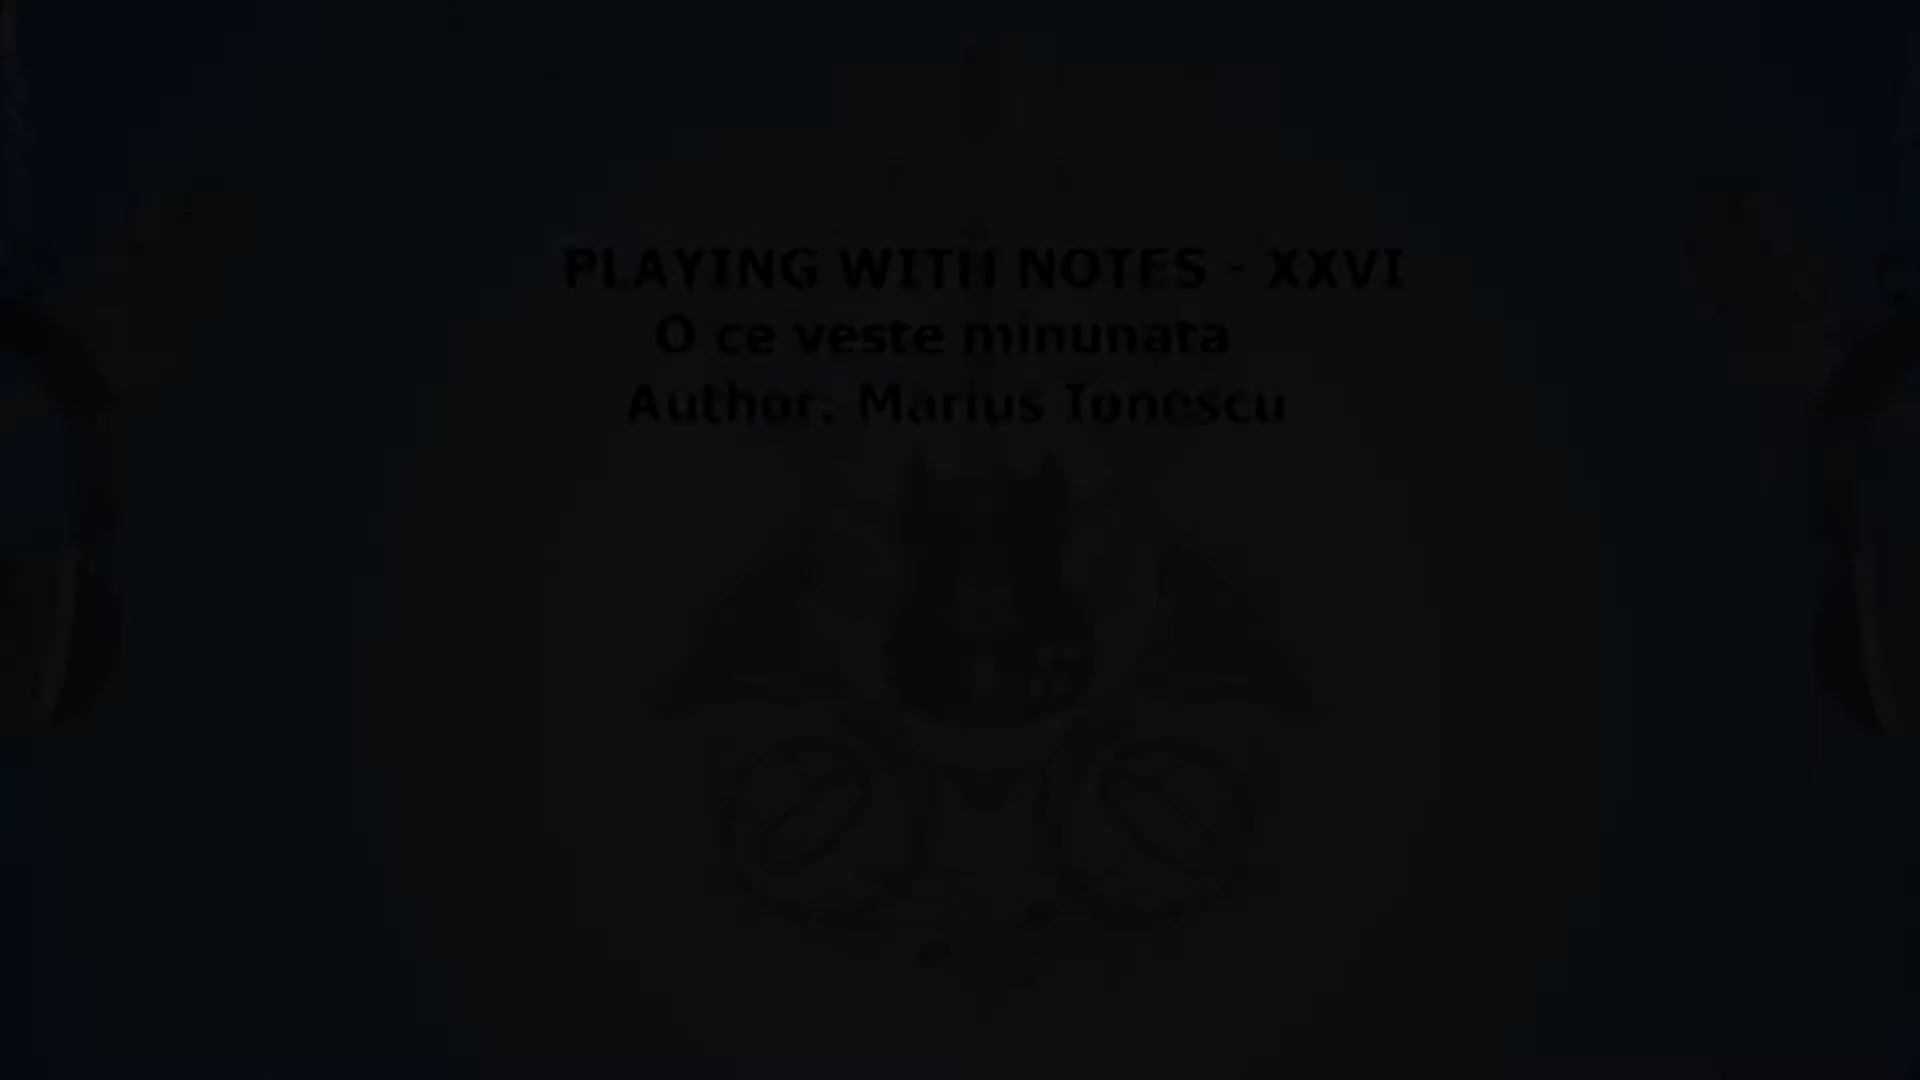 PLAYING WITH NOTES - XXVI
O ce veste minunata
Author: Marius Ionescu